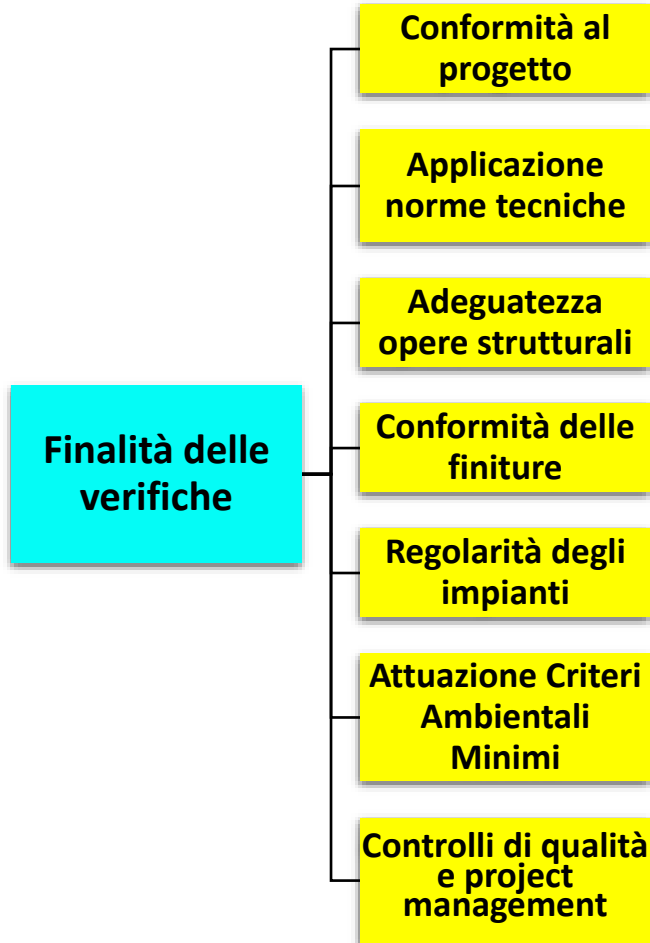 Conformità al
progetto
Applicazione
norme tecniche
Adeguatezza
opere strutturali
Finalità delle
verifiche
Conformità delle
finiture
Regolarità degli
impianti
Attuazione Criteri
Ambientali
Minimi
Controlli di qualità
e project
management